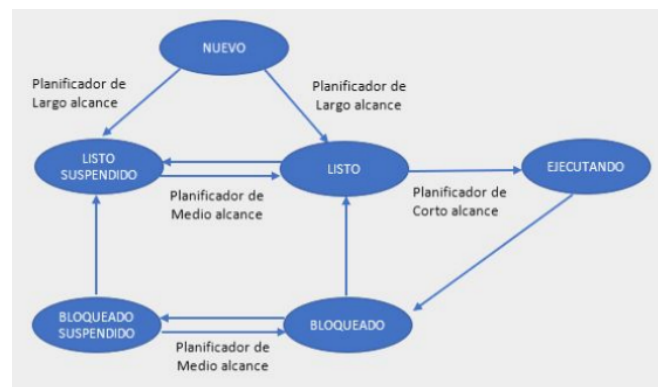 NUEVO
Planificador de
Largo alcance
Planificador de
Largo alcance
LISTO
SUSPENDIDO
LISTO
EJECUTANDO
Planificador de
Medio alcance
Planificador de
Corto alcance
BLOQUEADO
SUSPENDIDO
BLOQUEADO
Planificador de
Medio alcance